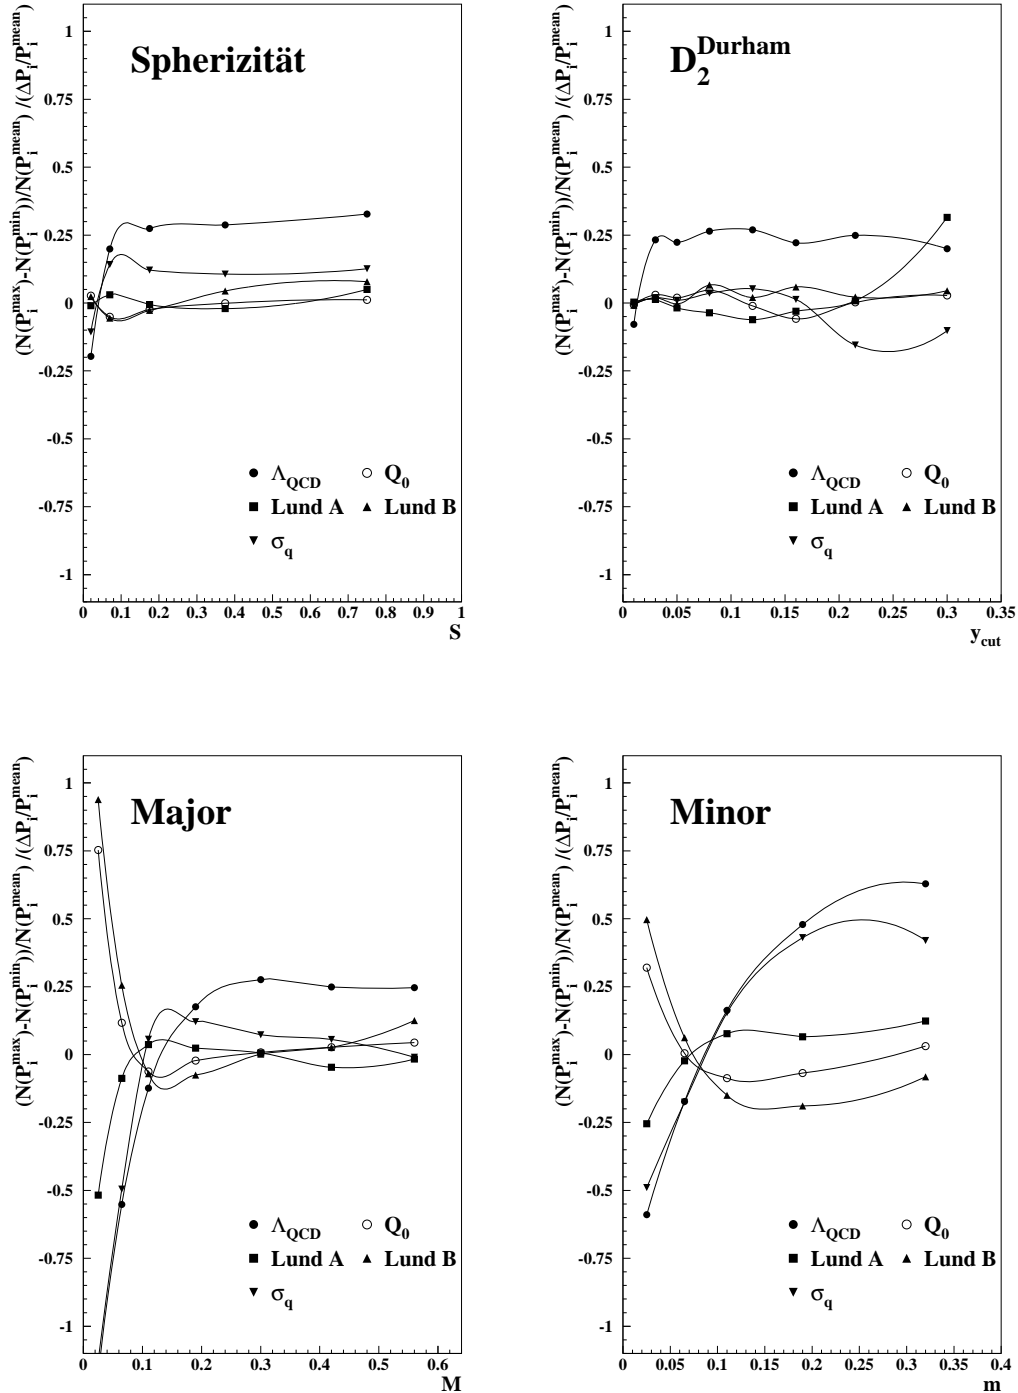 (N(P_i^max)-N(P_i^min))/N(P_i^mean) /(ΔP_i/P_i^mean)
Spherizität
1
0.75
0.5
0.25
0
-0.25
-0.5
-0.75
-1
Λ_QCD
Q_0
Lund A
Lund B
σ_q
0 0.1 0.2 0.3 0.4 0.5 0.6 0.7 0.8 0.9 1
S
(N(P_i^max)-N(P_i^min))/N(P_i^mean) /(ΔP_i/P_i^mean)
D_2^Durham
1
0.75
0.5
0.25
0
-0.25
-0.5
-0.75
-1
Λ_QCD
Q_0
Lund A
Lund B
σ_q
0 0.05 0.1 0.15 0.2 0.25 0.3 0.35
y_cut
(N(P_i^max)-N(P_i^min))/N(P_i^mean) /(ΔP_i/P_i^mean)
Major
1
0.75
0.5
0.25
0
-0.25
-0.5
-0.75
-1
Λ_QCD
Q_0
Lund A
Lund B
σ_q
0 0.1 0.2 0.3 0.4 0.5 0.6
M
(N(P_i^max)-N(P_i^min))/N(P_i^mean) /(ΔP_i/P_i^mean)
Minor
1
0.75
0.5
0.25
0
-0.25
-0.5
-0.75
-1
Λ_QCD
Q_0
Lund A
Lund B
σ_q
0 0.05 0.1 0.15 0.2 0.25 0.3 0.35 0.4
m